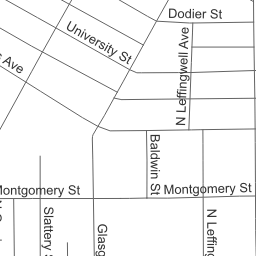 Dodier St
University St
N Leffingwell Ave
Ave
Baldwin St
Montgomery St
Montgomery St
Slattery S
Glasg
N Leffing